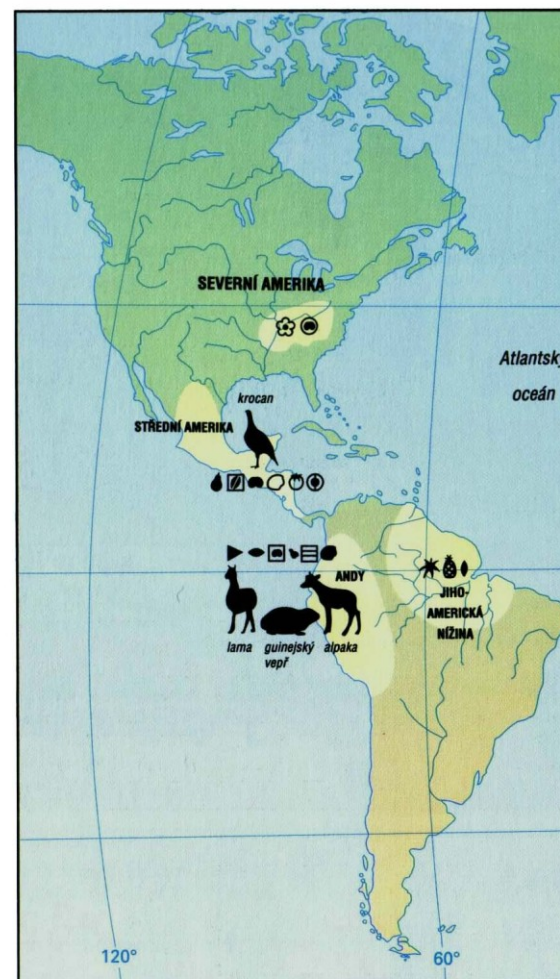 SEVERNÍ AMERIKA
Atlantský
oceán
krocan
STŘEDNÍ AMERIKA
ANDY
JIHO-
AMERICKÁ
NÍŽINA
lama
guinejský
vepř
alpaka
120°
60°